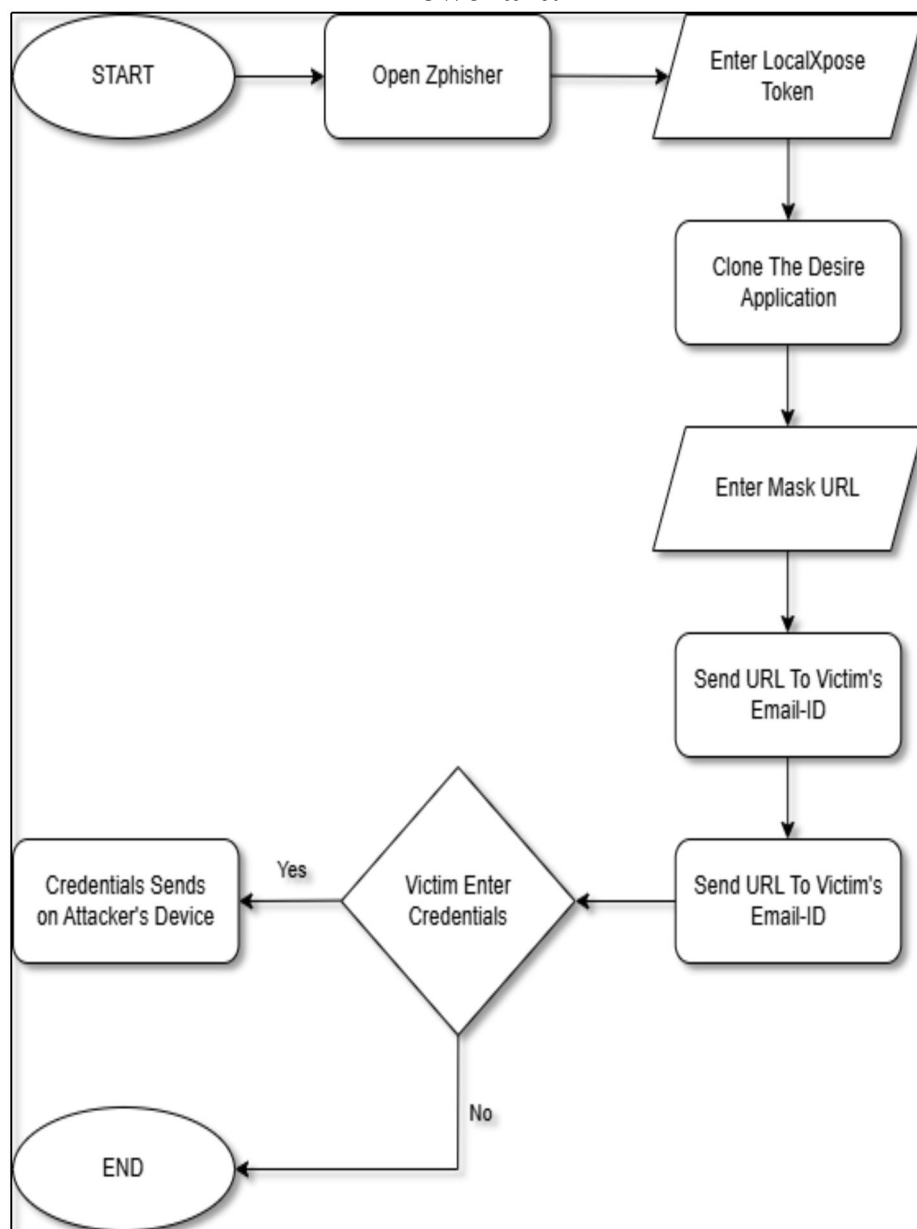 START
Open Zphisher
Enter LocalXpose
Token
Clone The Desire
Application
Enter Mask URL
Send URL To Victim's
Email-ID
Send URL To Victim's
Email-ID
Victim Enter
Credentials
Yes
Credentials Sends
on Attacker's Device
No
END